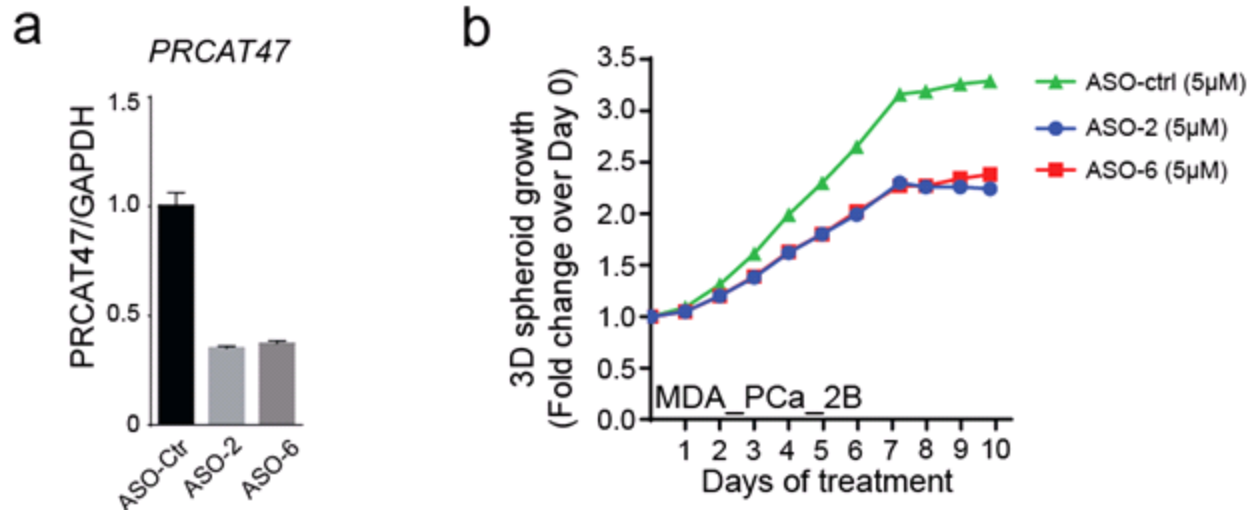 a
PRCAT47
PRCAT47/GAPDH
1.5
1.0
0.5
0
ASO-Ctr
ASO-2
ASO-6
b
3D spheroid growth
(Fold change over Day 0)
3.5
3.0
2.5
2.0
1.5
1.0
0.5
0.0
MDA_PCa_2B
1 2 3 4 5 6 7 8 9 10
Days of treatment
ASO-ctrl (5μM)
ASO-2 (5μM)
ASO-6 (5μM)